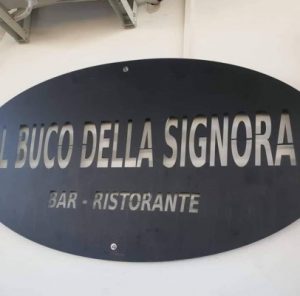 L BUCO DELLA SIGNORA
BAR - RISTORANTE